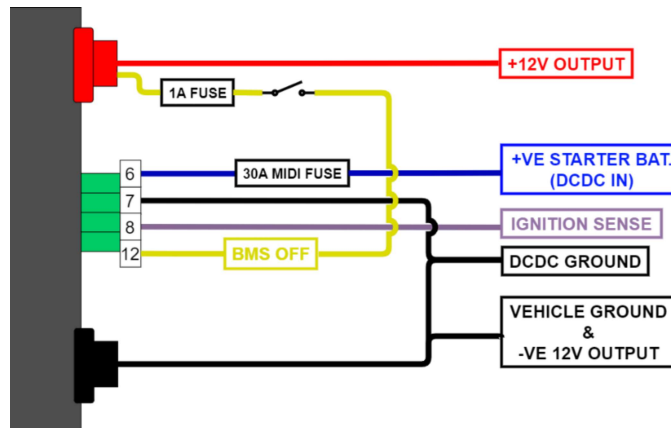 +12V OUTPUT
1A FUSE
6
30A MIDI FUSE
+VE STARTER BAT.
(DCDC IN)
7
8
IGNITION SENSE
12
BMS OFF
DCDC GROUND
VEHICLE GROUND
&
-VE 12V OUTPUT